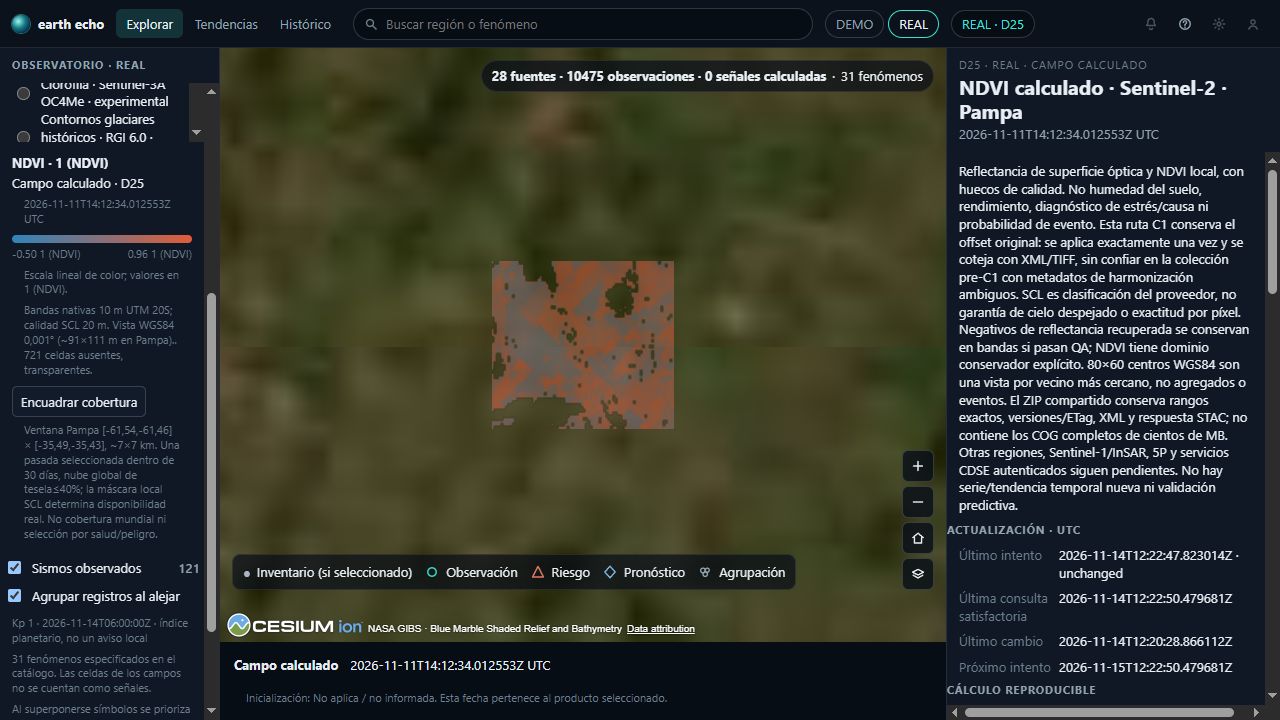 earth echo
Explorar
Tendencias
Histórico
Buscar región o fenómeno
DEMO
REAL
REAL · D25
OBSERVATORIO · REAL
Clorofila · Sentinel-3A
OC4Me · experimental
Contornos glaciares
históricos · RGI 6.0 ·
NDVI · 1 (NDVI)
Campo calculado · D25
2026-11-11T14:12:34.012553Z
UTC
-0.50 1 (NDVI)
0.96 1 (NDVI)
Escala lineal de color; valores en
1 (NDVI).
Bandas nativas 10 m UTM 20S;
calidad SCL 20 m. Vista WGS84
0,001° (~91×111 m en Pampa)..
721 celdas ausentes,
transparentes.
Encuadrar cobertura
Ventana Pampa [-61,54,-61,46]
× [-35,49,-35,43], ~7×7 km. Una
pasada seleccionada dentro de
30 días, nube global de
tesela≤40%; la máscara local
SCL determina disponibilidad
real. No cobertura mundial ni
selección por salud/peligro.
Sismos observados 121
Agrupar registros al alejar
Kp 1 · 2026-11-14T06:00:00Z · índice
planetario, no un aviso local
31 fenómenos especificados en el
catálogo. Las celdas de los campos
no se cuentan como señales.
Al superponerse símbolos se prioriza
28 fuentes · 10475 observaciones · 0 señales calculadas · 31 fenómenos
+
−
Inventario (si seleccionado)
Observación
Riesgo
Pronóstico
Agrupación
CESIUM ion
NASA GIBS · Blue Marble Shaded Relief and Bathymetry Data attribution
Campo calculado 2026-11-11T14:12:34.012553Z UTC
Inicialización: No aplica / no informada. Esta fecha pertenece al producto seleccionado.
D25 · REAL · CAMPO CALCULADO
NDVI calculado · Sentinel-2 ·
Pampa
2026-11-11T14:12:34.012553Z UTC
Reflectancia de superficie óptica y NDVI local, con
huecos de calidad. No humedad del suelo,
rendimiento, diagnóstico de estrés/causa ni
probabilidad de evento. Esta ruta C1 conserva el
offset original: se aplica exactamente una vez y se
coteja con XML/TIFF, sin confiar en la colección
pre-C1 con metadatos de harmonización
ambiguos. SCL es clasificación del proveedor, no
garantía de cielo despejado o exactitud por píxel.
Negativos de reflectancia recuperada se conservan
en bandas si pasan QA; NDVI tiene dominio
conservador explícito. 80×60 centros WGS84 son
una vista por vecino más cercano, no agregados o
eventos. El ZIP compartido conserva rangos
exactos, versiones/ETag, XML y respuesta STAC; no
contiene los COG completos de cientos de MB.
Otras regiones, Sentinel-1/InSAR, 5P y servicios
CDSE autenticados siguen pendientes. No hay
serie/tendencia temporal nueva ni validación
predictiva.
ACTUALIZACIÓN · UTC
Último intento 2026-11-14T12:22:47.823014Z ·
unchanged
Última consulta 2026-11-14T12:22:50.479681Z
satisfactoria
Último cambio 2026-11-14T12:20:28.866112Z
Próximo intento 2026-11-15T12:22:50.479681Z
CÁLCULO REPRODUCIBLE